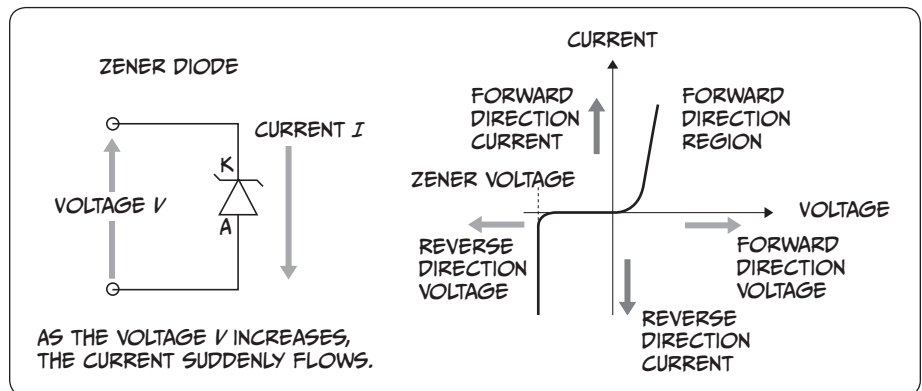 ZENER DIODE
CURRENT I
K
VOLTAGE V
A
AS THE VOLTAGE V INCREASES,
THE CURRENT SUDDENLY FLOWS.
CURRENT
FORWARD
DIRECTION
CURRENT
FORWARD
DIRECTION
REGION
ZENER VOLTAGE
VOLTAGE
REVERSE
DIRECTION
VOLTAGE
FORWARD
DIRECTION
VOLTAGE
REVERSE
DIRECTION
CURRENT